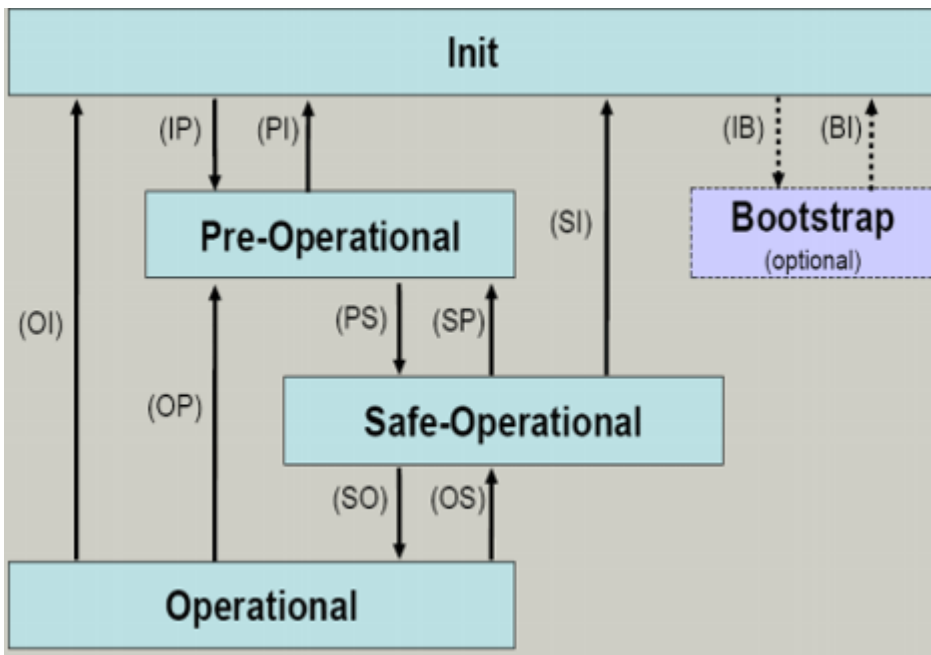 Init
(IP)
(PI)
(IB)
(BI)
Pre-Operational
(SI)
Bootstrap
(optional)
(OI)
(PS)
(SP)
(OP)
Safe-Operational
(SO)
(OS)
Operational